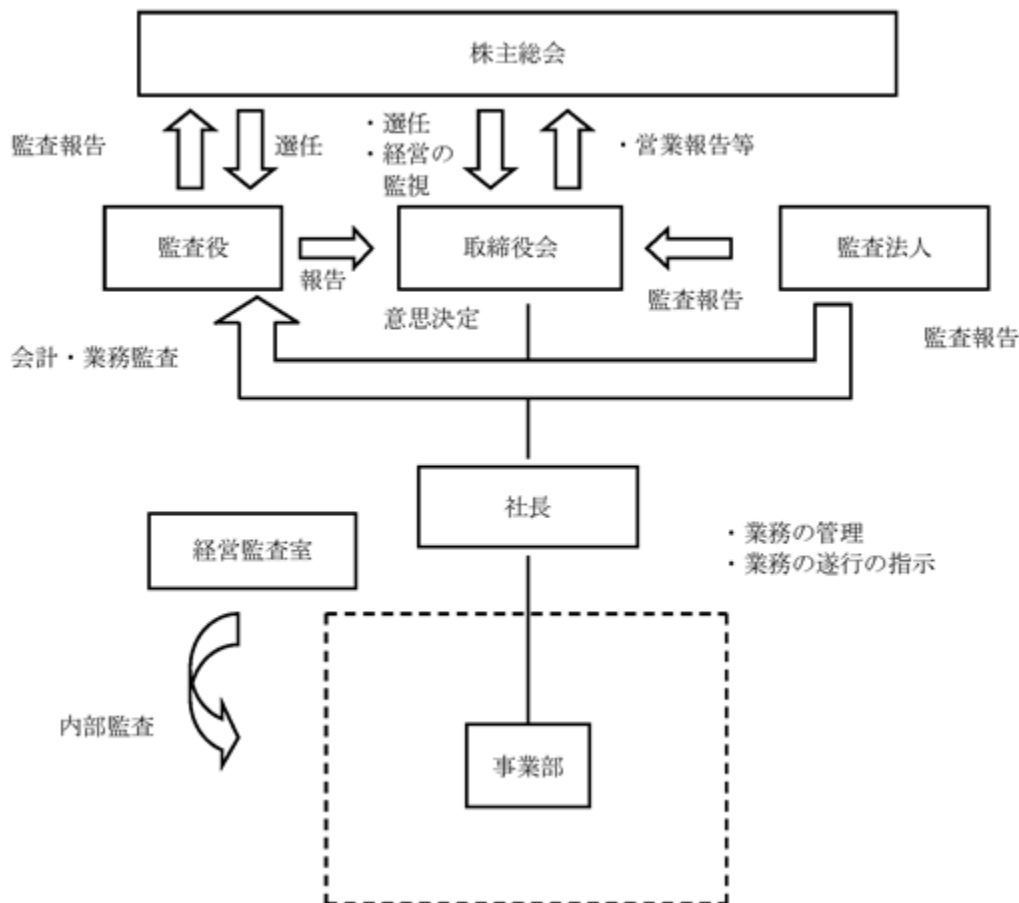 株主総会
監査報告
選任
・選任
・経営の
監視
・営業報告等
監査役
報告
取締役会
監査報告
監査法人
意思決定
監査報告
会計・業務監査
社長
経営監査室
・業務の管理
・業務の遂行の指示
内部監査
事業部